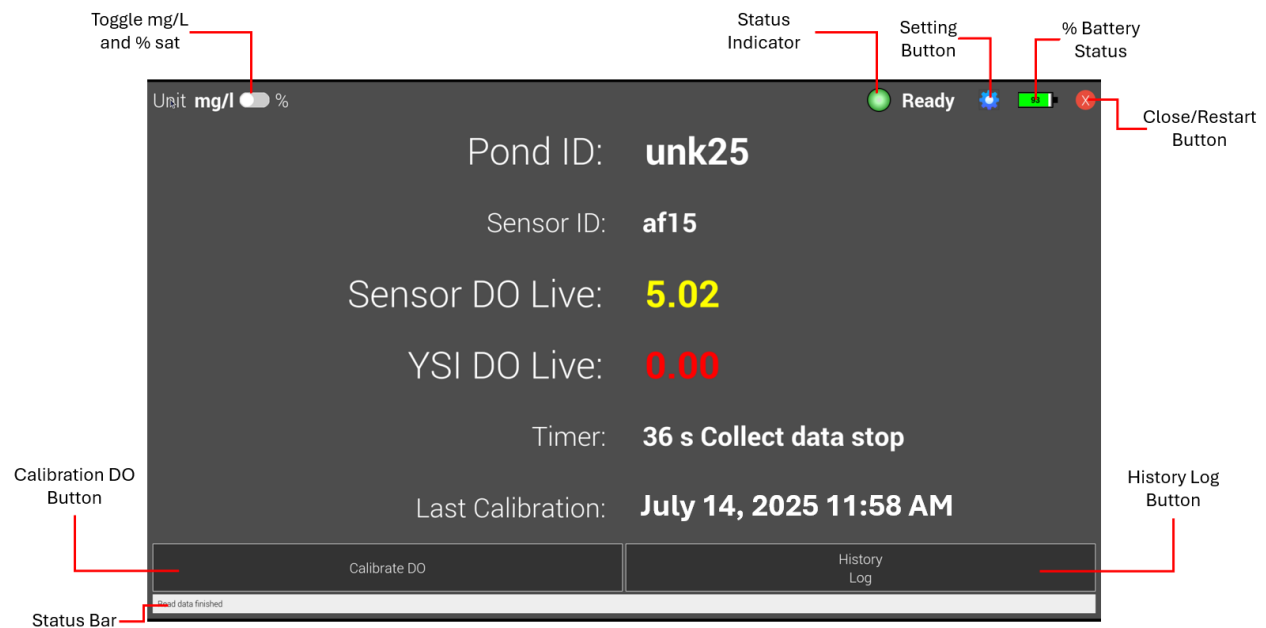 Toggle mg/L
and % sat
Status
Indicator
Setting
Button
% Battery
Status
Close/Restart
Button
Unit mg/l %
Ready
93
X
Pond ID: unk25
Sensor ID: af15
Sensor DO Live: 5.02
YSI DO Live: 0.00
Timer: 36 s Collect data stop
Last Calibration: July 14, 2025 11:58 AM
Calibration DO
Button
History Log
Button
Calibrate DO
History
Log
Read data finished
Status Bar